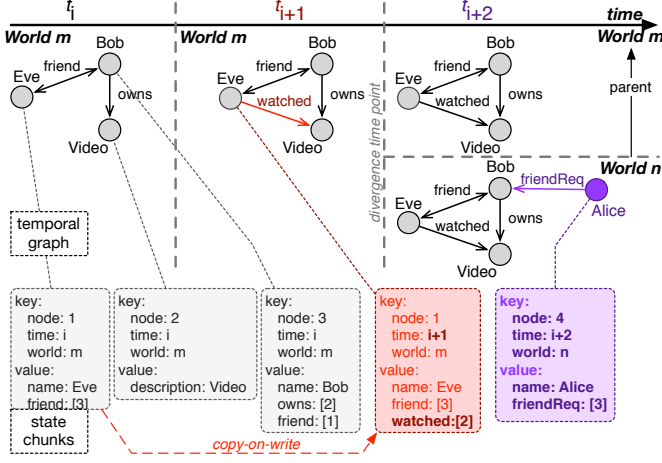 ti
ti+1
ti+2
time
World m
World m
World m
Bob
friend
Eve
owns
Video
Bob
Eve
friend
watched
owns
Video
divergence time point
Bob
Eve
friend
watched
owns
Video
parent
World n
Bob
friend
friendReq
Eve
watched
owns
Alice
Video
temporal
graph
key:
node: 1
time: i
world: m
value:
name: Eve
friend: [3]
key:
node: 2
time: i
world: m
value:
description: Video
key:
node: 3
time: i
world: m
value:
name: Bob
owns: [2]
friend: [1]
key:
node: 1
time: i+1
world: m
value:
name: Eve
friend: [3]
watched:[2]
key:
node: 4
time: i+2
world: n
value:
name: Alice
friendReq: [3]
state
chunks
copy-on-write